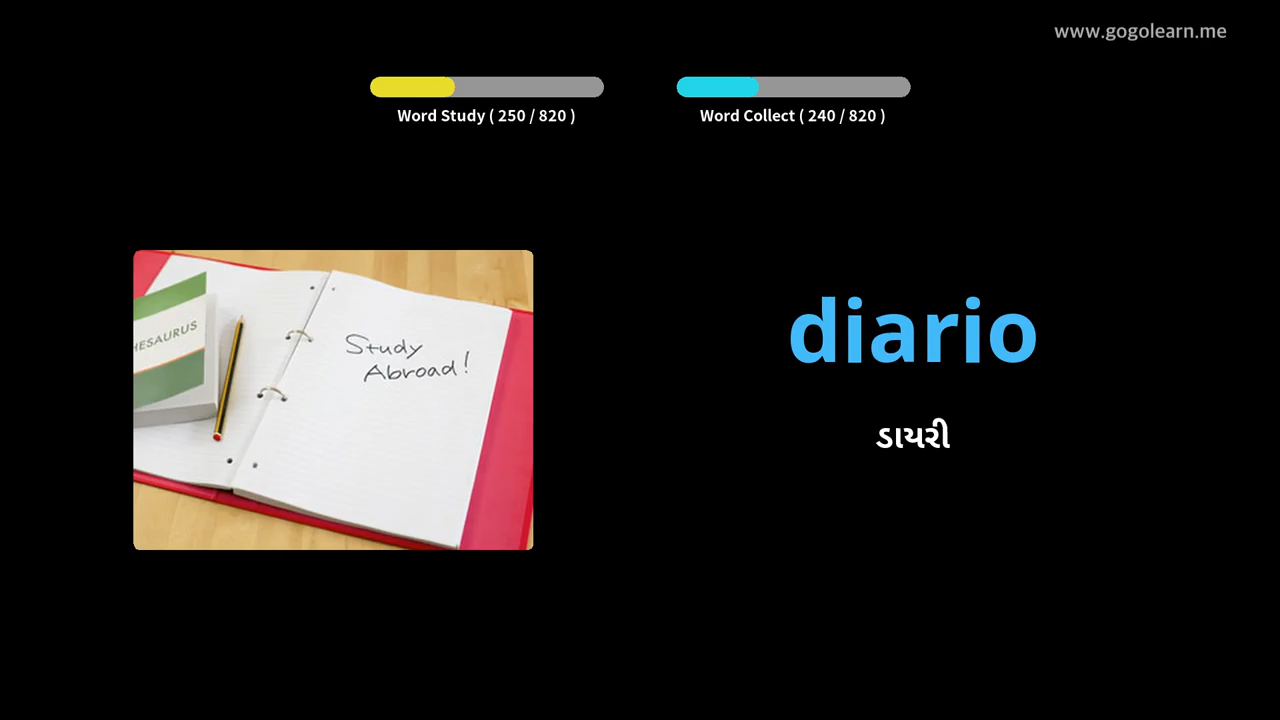 www.gogolearn.me
Word Study ( 250 / 820 )
Word Collect ( 240 / 820 )
HESAURUS
Study
Abroad!
diario
ડાયરી